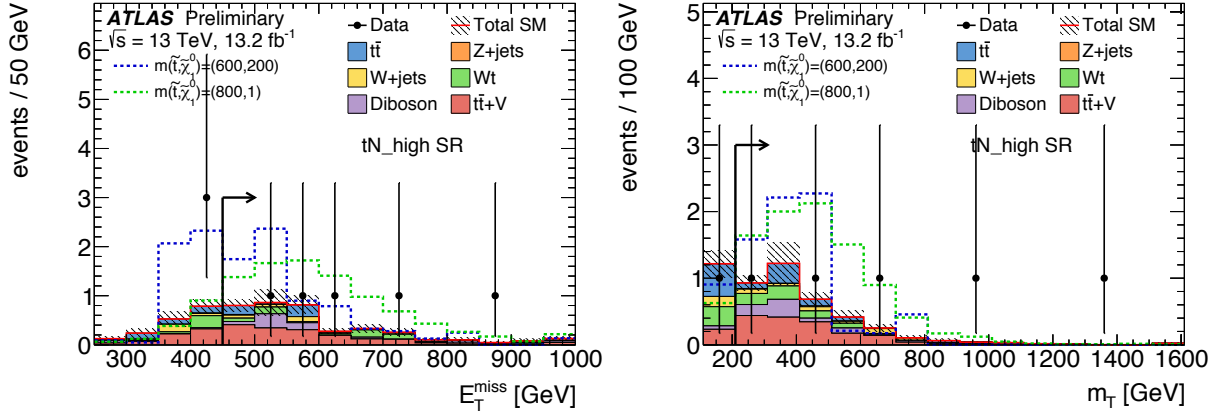 ATLAS Preliminary
√s = 13 TeV, 13.2 fb⁻¹
m(t̃,χ̃₁⁰)=(600,200)
m(t̃,χ̃₁⁰)=(800,1)
Data
Total SM
tt̄
Z+jets
W+jets
Wt
Diboson
tt̄+V
tN_high SR
events / 50 GeV
6
5
4
3
2
1
0
300 400 500 600 700 800 900 1000
E_T^miss [GeV]
ATLAS Preliminary
√s = 13 TeV, 13.2 fb⁻¹
m(t̃,χ̃₁⁰)=(600,200)
m(t̃,χ̃₁⁰)=(800,1)
Data
Total SM
tt̄
Z+jets
W+jets
Wt
Diboson
tt̄+V
tN_high SR
events / 100 GeV
5
4
3
2
1
0
200 400 600 800 1000 1200 1400 1600
m_T [GeV]